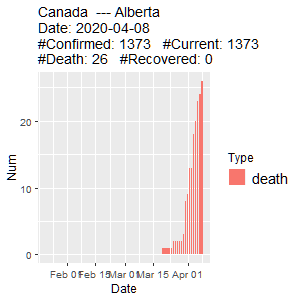 Canada --- Alberta
Date: 2020-04-08
#Confirmed: 1373 #Current: 1373
#Death: 26 #Recovered: 0
Num
20
10
0
Feb 01 Feb 15 Mar 01 Mar 15 Apr 01
Date
Type
death